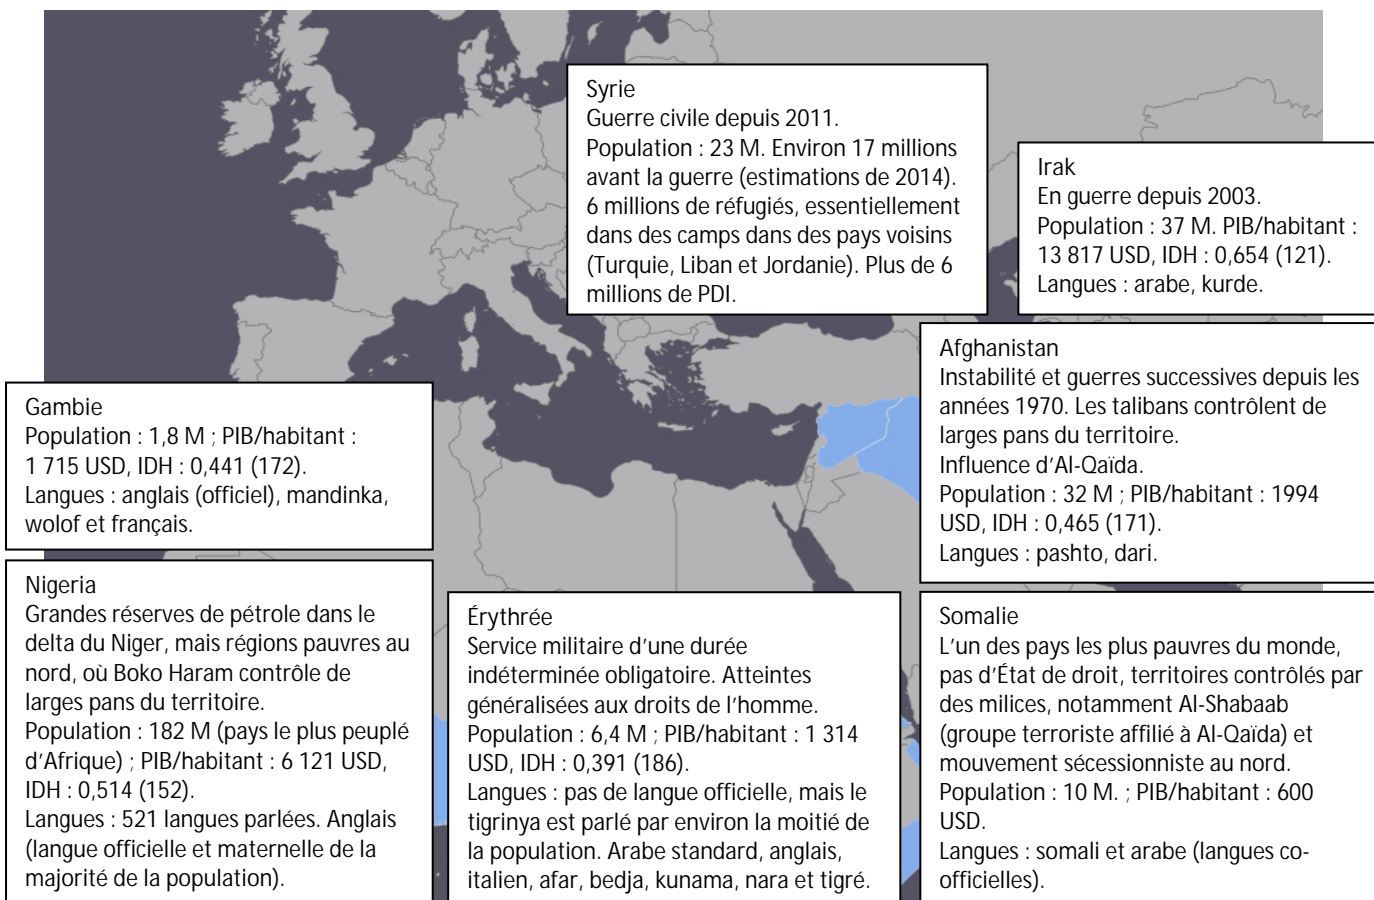 Syrie
Guerre civile depuis 2011.
Population : 23 M. Environ 17 millions
avant la guerre (estimations de 2014).
6 millions de réfugiés, essentiellement
dans des camps dans des pays voisins
(Turquie, Liban et Jordanie). Plus de 6
millions de PDI.
Irak
En guerre depuis 2003.
Population : 37 M. PIB/habitant :
13 817 USD, IDH : 0,654 (121).
Langues : arabe, kurde.
Afghanistan
Instabilité et guerres successives depuis les
années 1970. Les talibans contrôlent de
larges pans du territoire.
Influence d’Al-Qaïda.
Population : 32 M ; PIB/habitant : 1994
USD, IDH : 0,465 (171).
Langues : pashto, dari.
Gambie
Population : 1,8 M ; PIB/habitant :
1 715 USD, IDH : 0,441 (172).
Langues : anglais (officiel), mandinka,
wolof et français.
Nigeria
Grandes réserves de pétrole dans le
delta du Niger, mais régions pauvres au
nord, où Boko Haram contrôle de
larges pans du territoire.
Population : 182 M (pays le plus peuplé
d’Afrique) ; PIB/habitant : 6 121 USD,
IDH : 0,514 (152).
Langues : 521 langues parlées. Anglais
(langue officielle et maternelle de la
majorité de la population).
Érythrée
Service militaire d’une durée
indéterminée obligatoire. Atteintes
généralisées aux droits de l’homme.
Population : 6,4 M ; PIB/habitant : 1 314
USD, IDH : 0,391 (186).
Langues : pas de langue officielle, mais le
tigrinya est parlé par environ la moitié de
la population. Arabe standard, anglais,
italien, afar, bedja, kunama, nara et tigré.
Somalie
L’un des pays les plus pauvres du monde,
pas d’État de droit, territoires contrôlés par
des milices, notamment Al-Shabaab
(groupe terroriste affilié à Al-Qaïda) et
mouvement sécessionniste au nord.
Population : 10 M. ; PIB/habitant : 600
USD.
Langues : somali et arabe (langues co-
officielles).